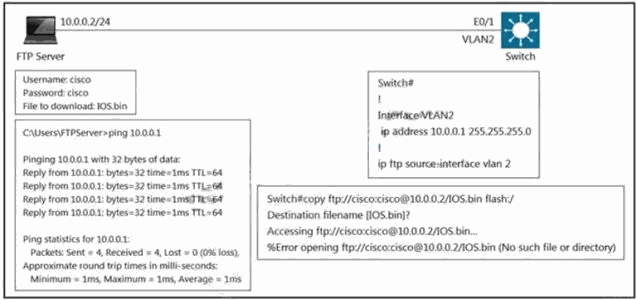 10.0.0.2/24
E0/1
VLAN2
FTP Server
Switch
Username: cisco
Password: cisco
File to download: IOS.bin
C:\Users\FTPServer>ping 10.0.0.1
Pinging 10.0.0.1 with 32 bytes of data:
Reply from 10.0.0.1: bytes=32 time=1ms TTL=64
Reply from 10.0.0.1: bytes=32 time=1ms TTL=64
Reply from 10.0.0.1: bytes=32 time=1ms TTL=64
Reply from 10.0.0.1: bytes=32 time=1ms TTL=64
Ping statistics for 10.0.0.1:
Packets: Sent = 4, Received = 4, Lost = 0 (0% loss),
Approximate round trip times in milli-seconds:
Minimum = 1ms, Maximum = 1ms, Average = 1ms
Switch#
!
Interface VLAN2
ip address 10.0.0.1 255.255.255.0
!
ip ftp source-interface vlan 2
Switch#copy ftp://cisco:cisco@10.0.0.2/IOS.bin flash:/
Destination filename [IOS.bin]?
Accessing ftp://cisco:cisco@10.0.0.2/IOS.bin...
%Error opening ftp://cisco:cisco@10.0.0.2/IOS.bin (No such file or directory)